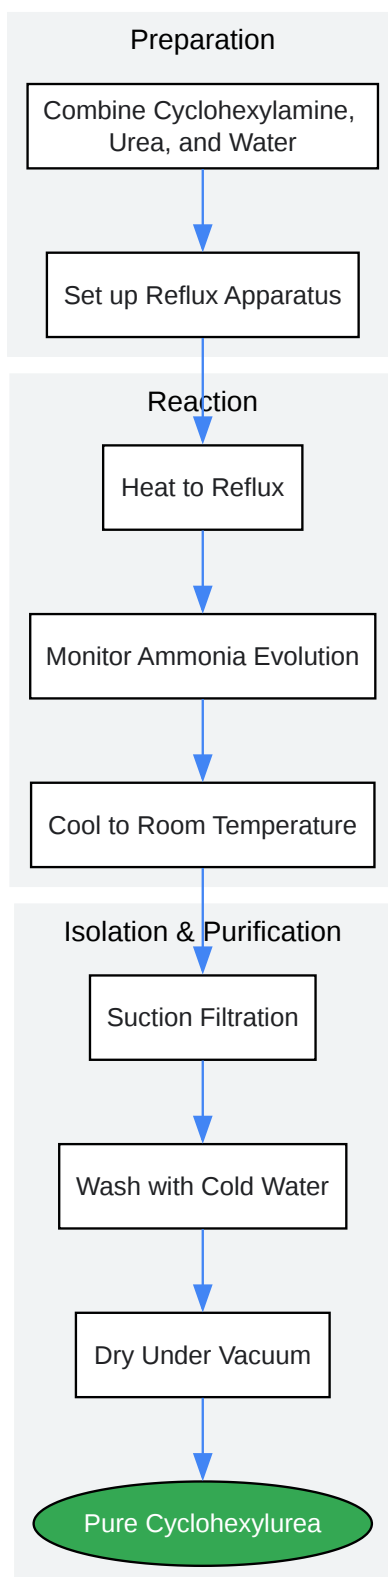 Preparation
Combine Cyclohexylamine,
Urea, and Water
Set up Reflux Apparatus
Reaction
Heat to Reflux
Monitor Ammonia Evolution
Cool to Room Temperature
Isolation & Purification
Suction Filtration
Wash with Cold Water
Dry Under Vacuum
Pure Cyclohexylurea